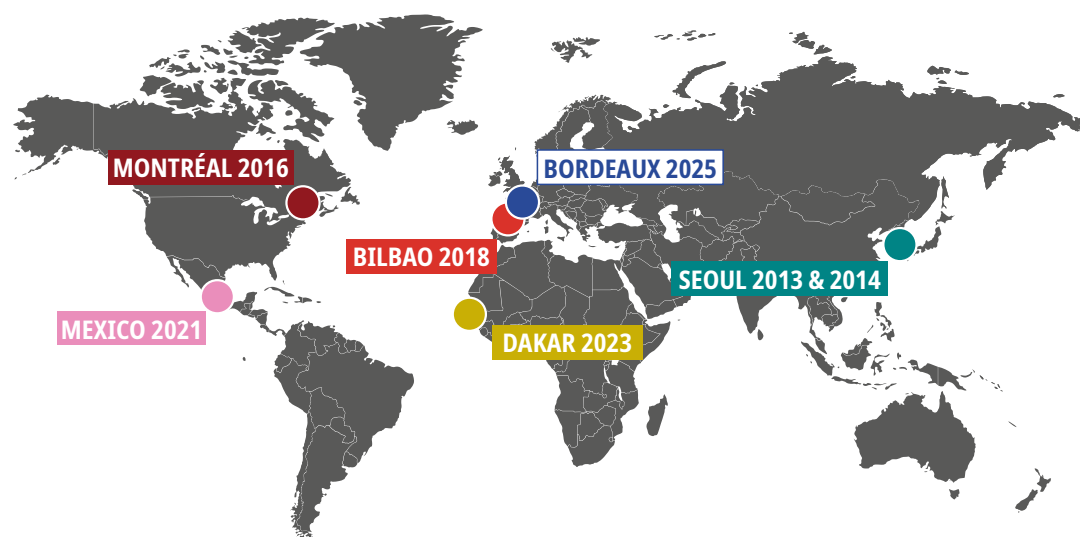 MONTRÉAL 2016
BORDEAUX 2025
BILBAO 2018
SEOUL 2013 & 2014
MEXICO 2021
DAKAR 2023